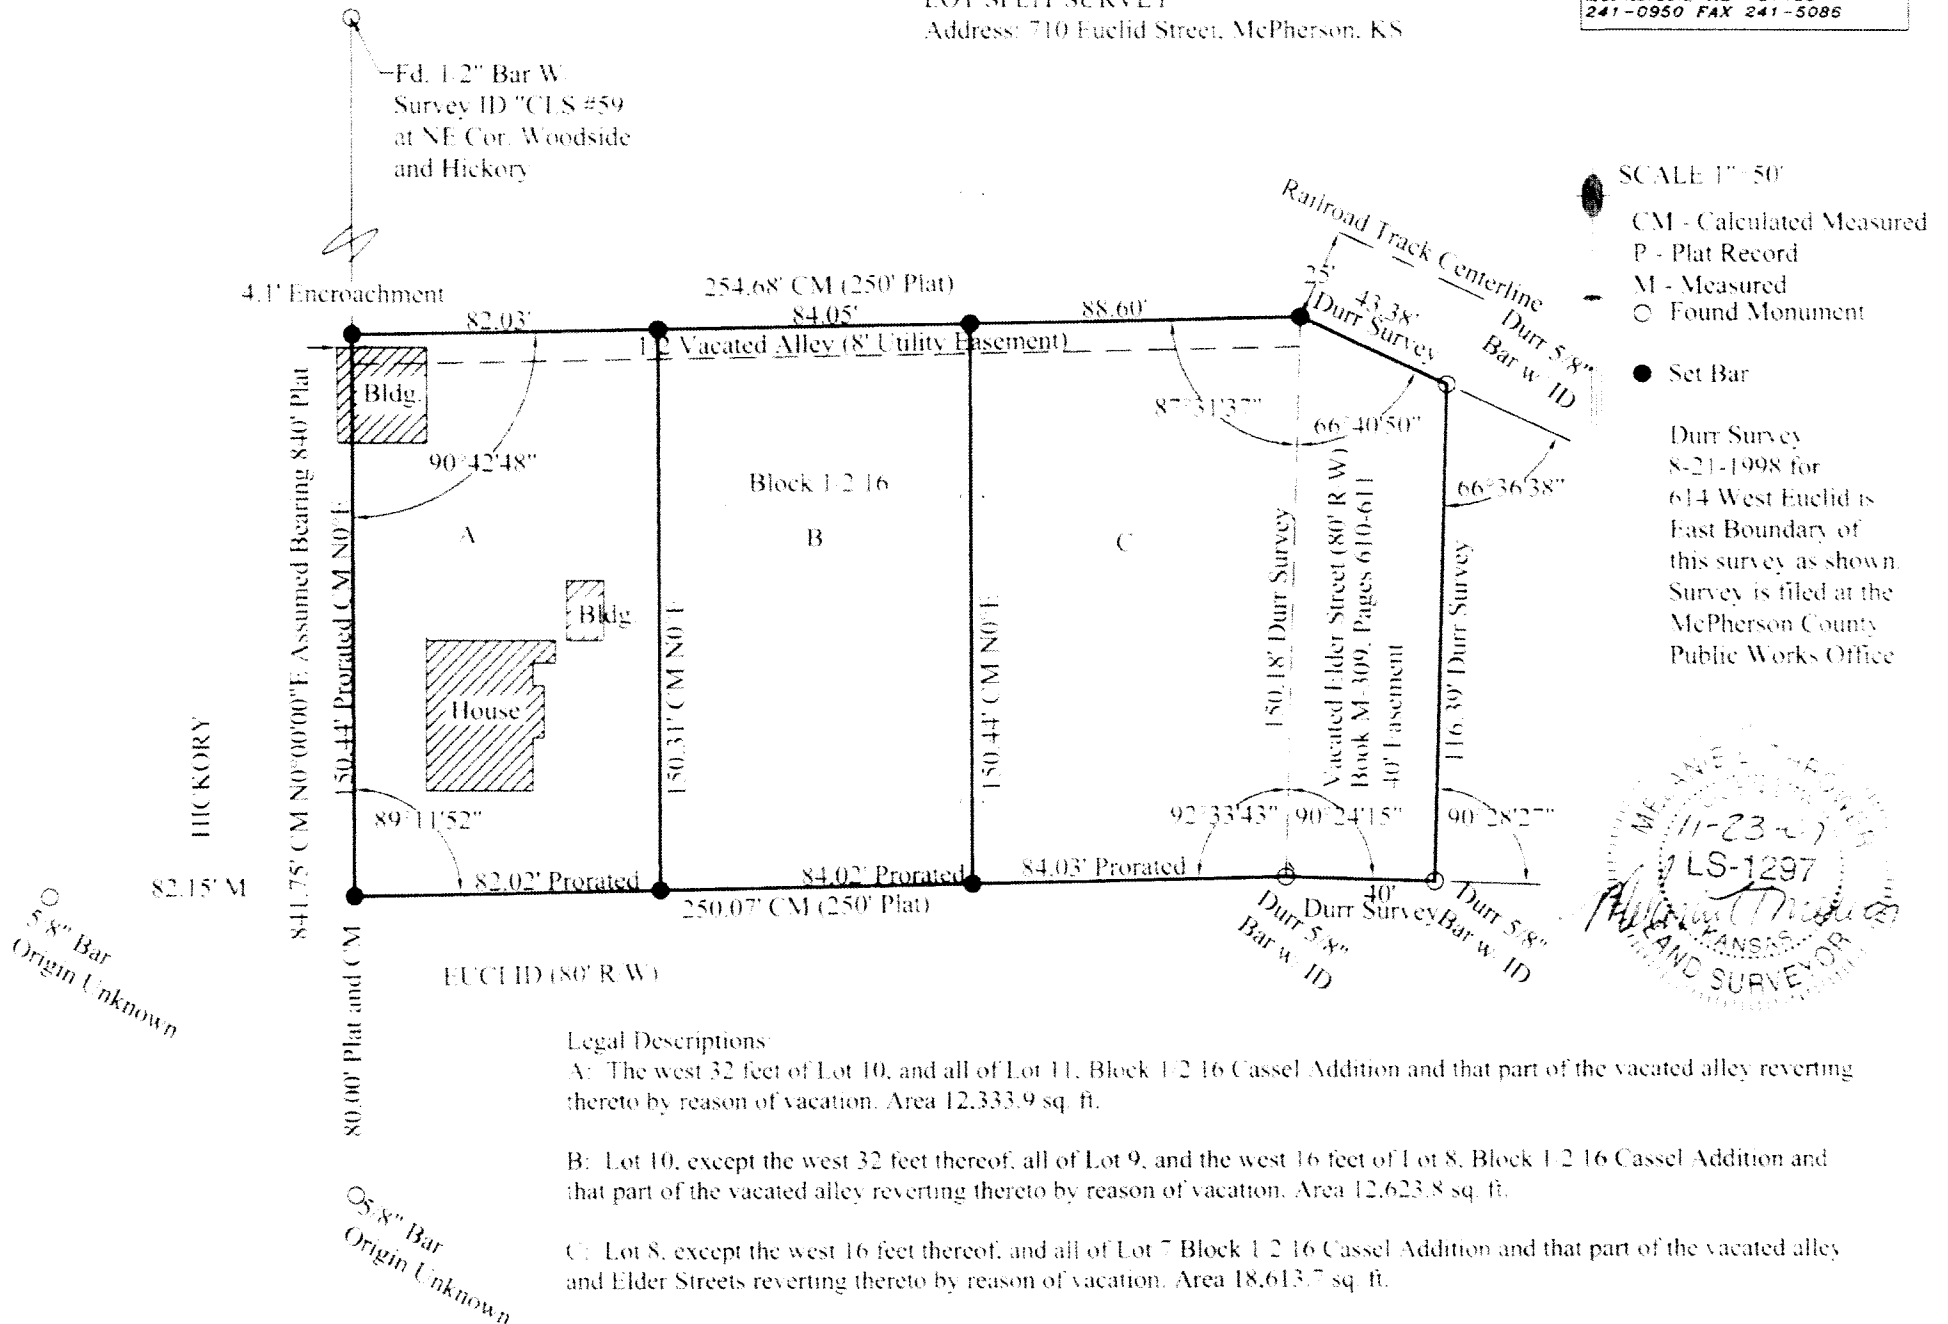 LOT SPLIT SURVEY
Address: 710 Euclid Street, McPherson, KS
241-0950 FAX 241-5086
Fd. 1/2" Bar W
Survey ID "CLS #59
at NE Cor. Woodside
and Hickory
SCALE 1"=50'
CM - Calculated Measured
P - Plat Record
M - Measured
Found Monument
Set Bar
Durr Survey
8-21-1998 for
614 West Euclid is
East Boundary of
this survey as shown.
Survey is filed at the
McPherson County
Public Works Office
Railroad Track Centerline
25'
43.38'
Durr Survey
Durr 5/8"
Bar w/ ID
4.1' Encroachment
254.68' CM (250' Plat)
82.03'
84.05'
88.60'
1/2 Vacated Alley (8' Utility Easement)
Bldg.
90°42'48"
87°31'37"
66°40'50"
66°36'38"
Block 1/2 16
A
B
C
Bldg.
House
HICKORY
841.75' CM N0°00'00"E Assumed Bearing 840' Plat
150.44' Prorated CM N0°E
150.31' CM N0°E
150.44' CM N0°E
150.18' Durr Survey
Vacated Elder Street (80' R/W)
Book M-309, Pages 610-611
40' Easement
116.39' Durr Survey
89°11'52"
92°33'43"
90°24'15"
90°28'27"
82.15' M
82.02' Prorated
84.02' Prorated
84.03' Prorated
250.07' CM (250' Plat)
40'
Durr Survey
Durr 5/8"
Bar w/ ID
Durr 5/8"
Bar w/ ID
5/8" Bar
Origin Unknown
EUCLID (80' R/W)
80.00' Plat and CM
5/8" Bar
Origin Unknown
LS-1297
KANSAS
LAND SURVEYOR
Legal Descriptions:
A: The west 32 feet of Lot 10, and all of Lot 11, Block 1/2 16 Cassel Addition and that part of the vacated alley reverting
thereto by reason of vacation. Area 12,333.9 sq. ft.
B: Lot 10, except the west 32 feet thereof, all of Lot 9, and the west 16 feet of Lot 8, Block 1/2 16 Cassel Addition and
that part of the vacated alley reverting thereto by reason of vacation. Area 12,623.8 sq. ft.
C: Lot 8, except the west 16 feet thereof, and all of Lot 7 Block 1/2 16 Cassel Addition and that part of the vacated alley
and Elder Streets reverting thereto by reason of vacation. Area 18,613.7 sq. ft.